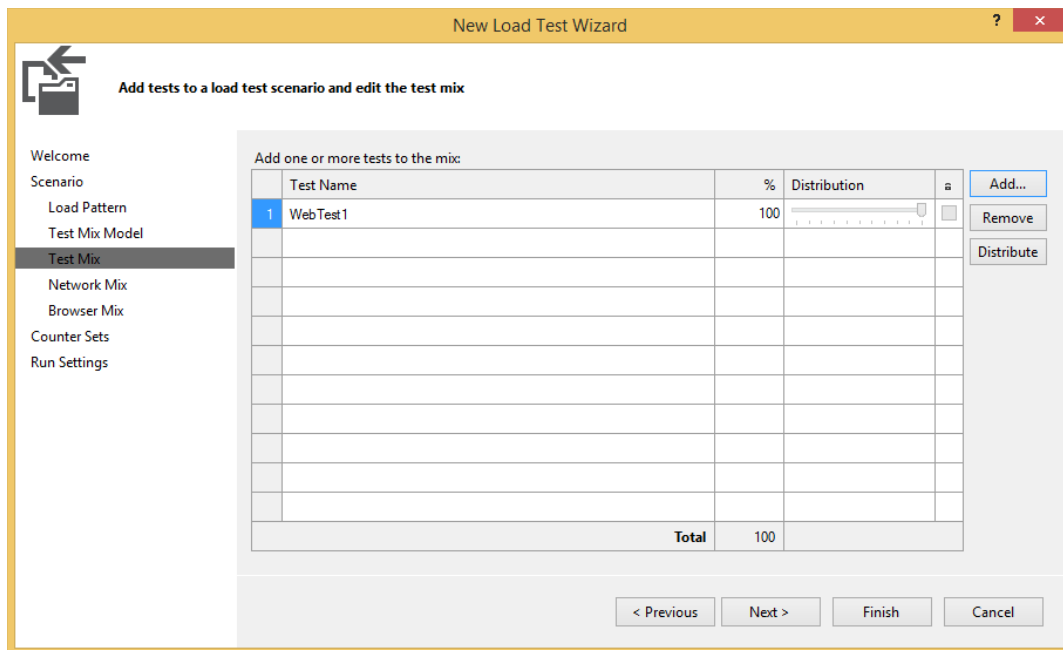 New Load Test Wizard
?
Add tests to a load test scenario and edit the test mix
Welcome
Scenario
Load Pattern
Test Mix Model
Test Mix
Network Mix
Browser Mix
Counter Sets
Run Settings
Add one or more tests to the mix:
Test Name % Distribution
1 WebTest1 100
Total 100
Add...
Remove
Distribute
< Previous Next > Finish Cancel